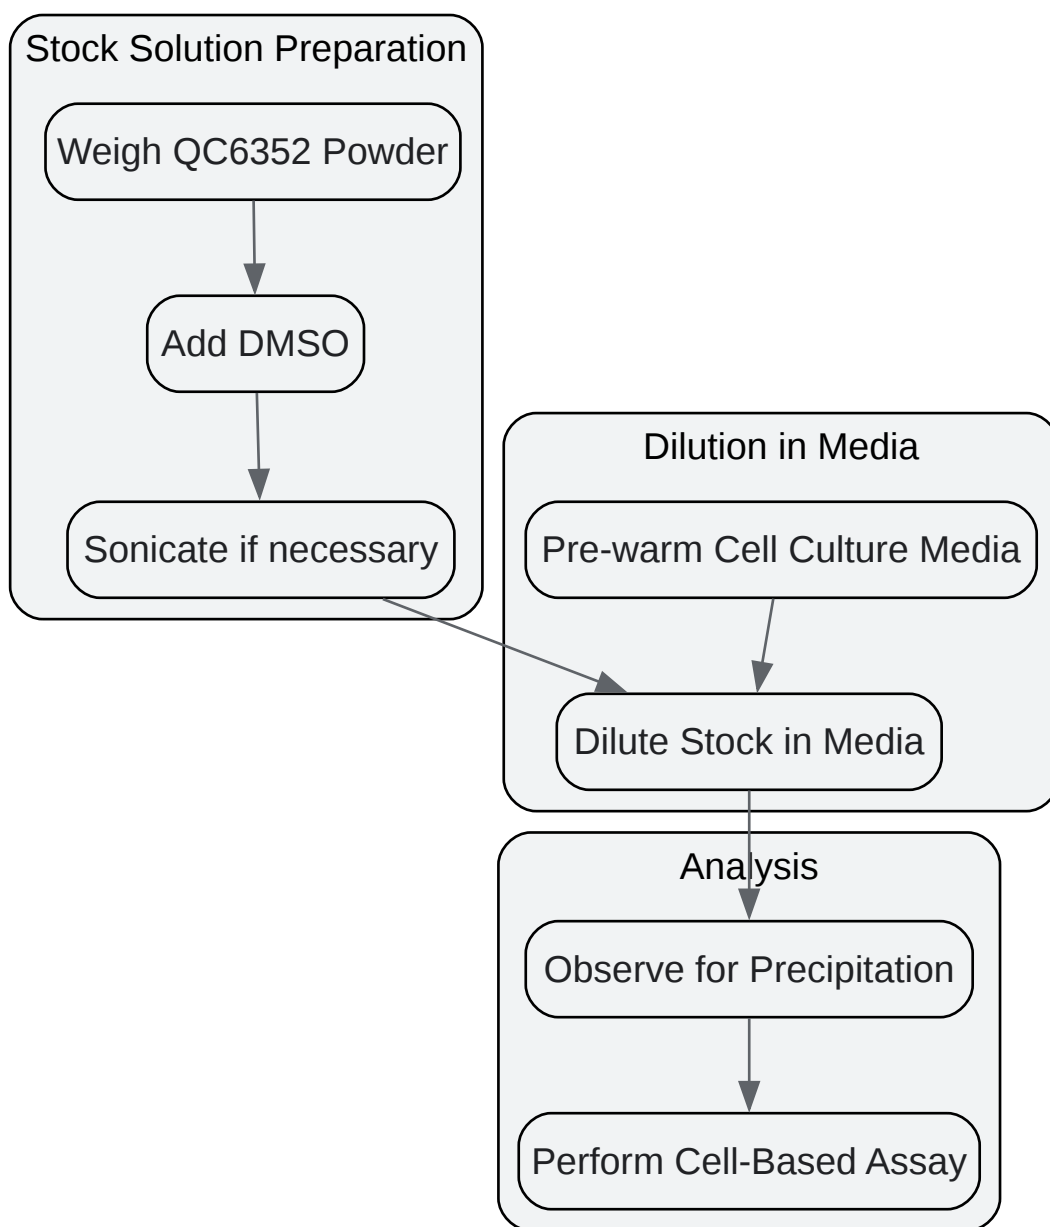 Stock Solution Preparation
Weigh QC6352 Powder
Add DMSO
Sonicate if necessary
Dilution in Media
Pre-warm Cell Culture Media
Dilute Stock in Media
Analysis
Observe for Precipitation
Perform Cell-Based Assay